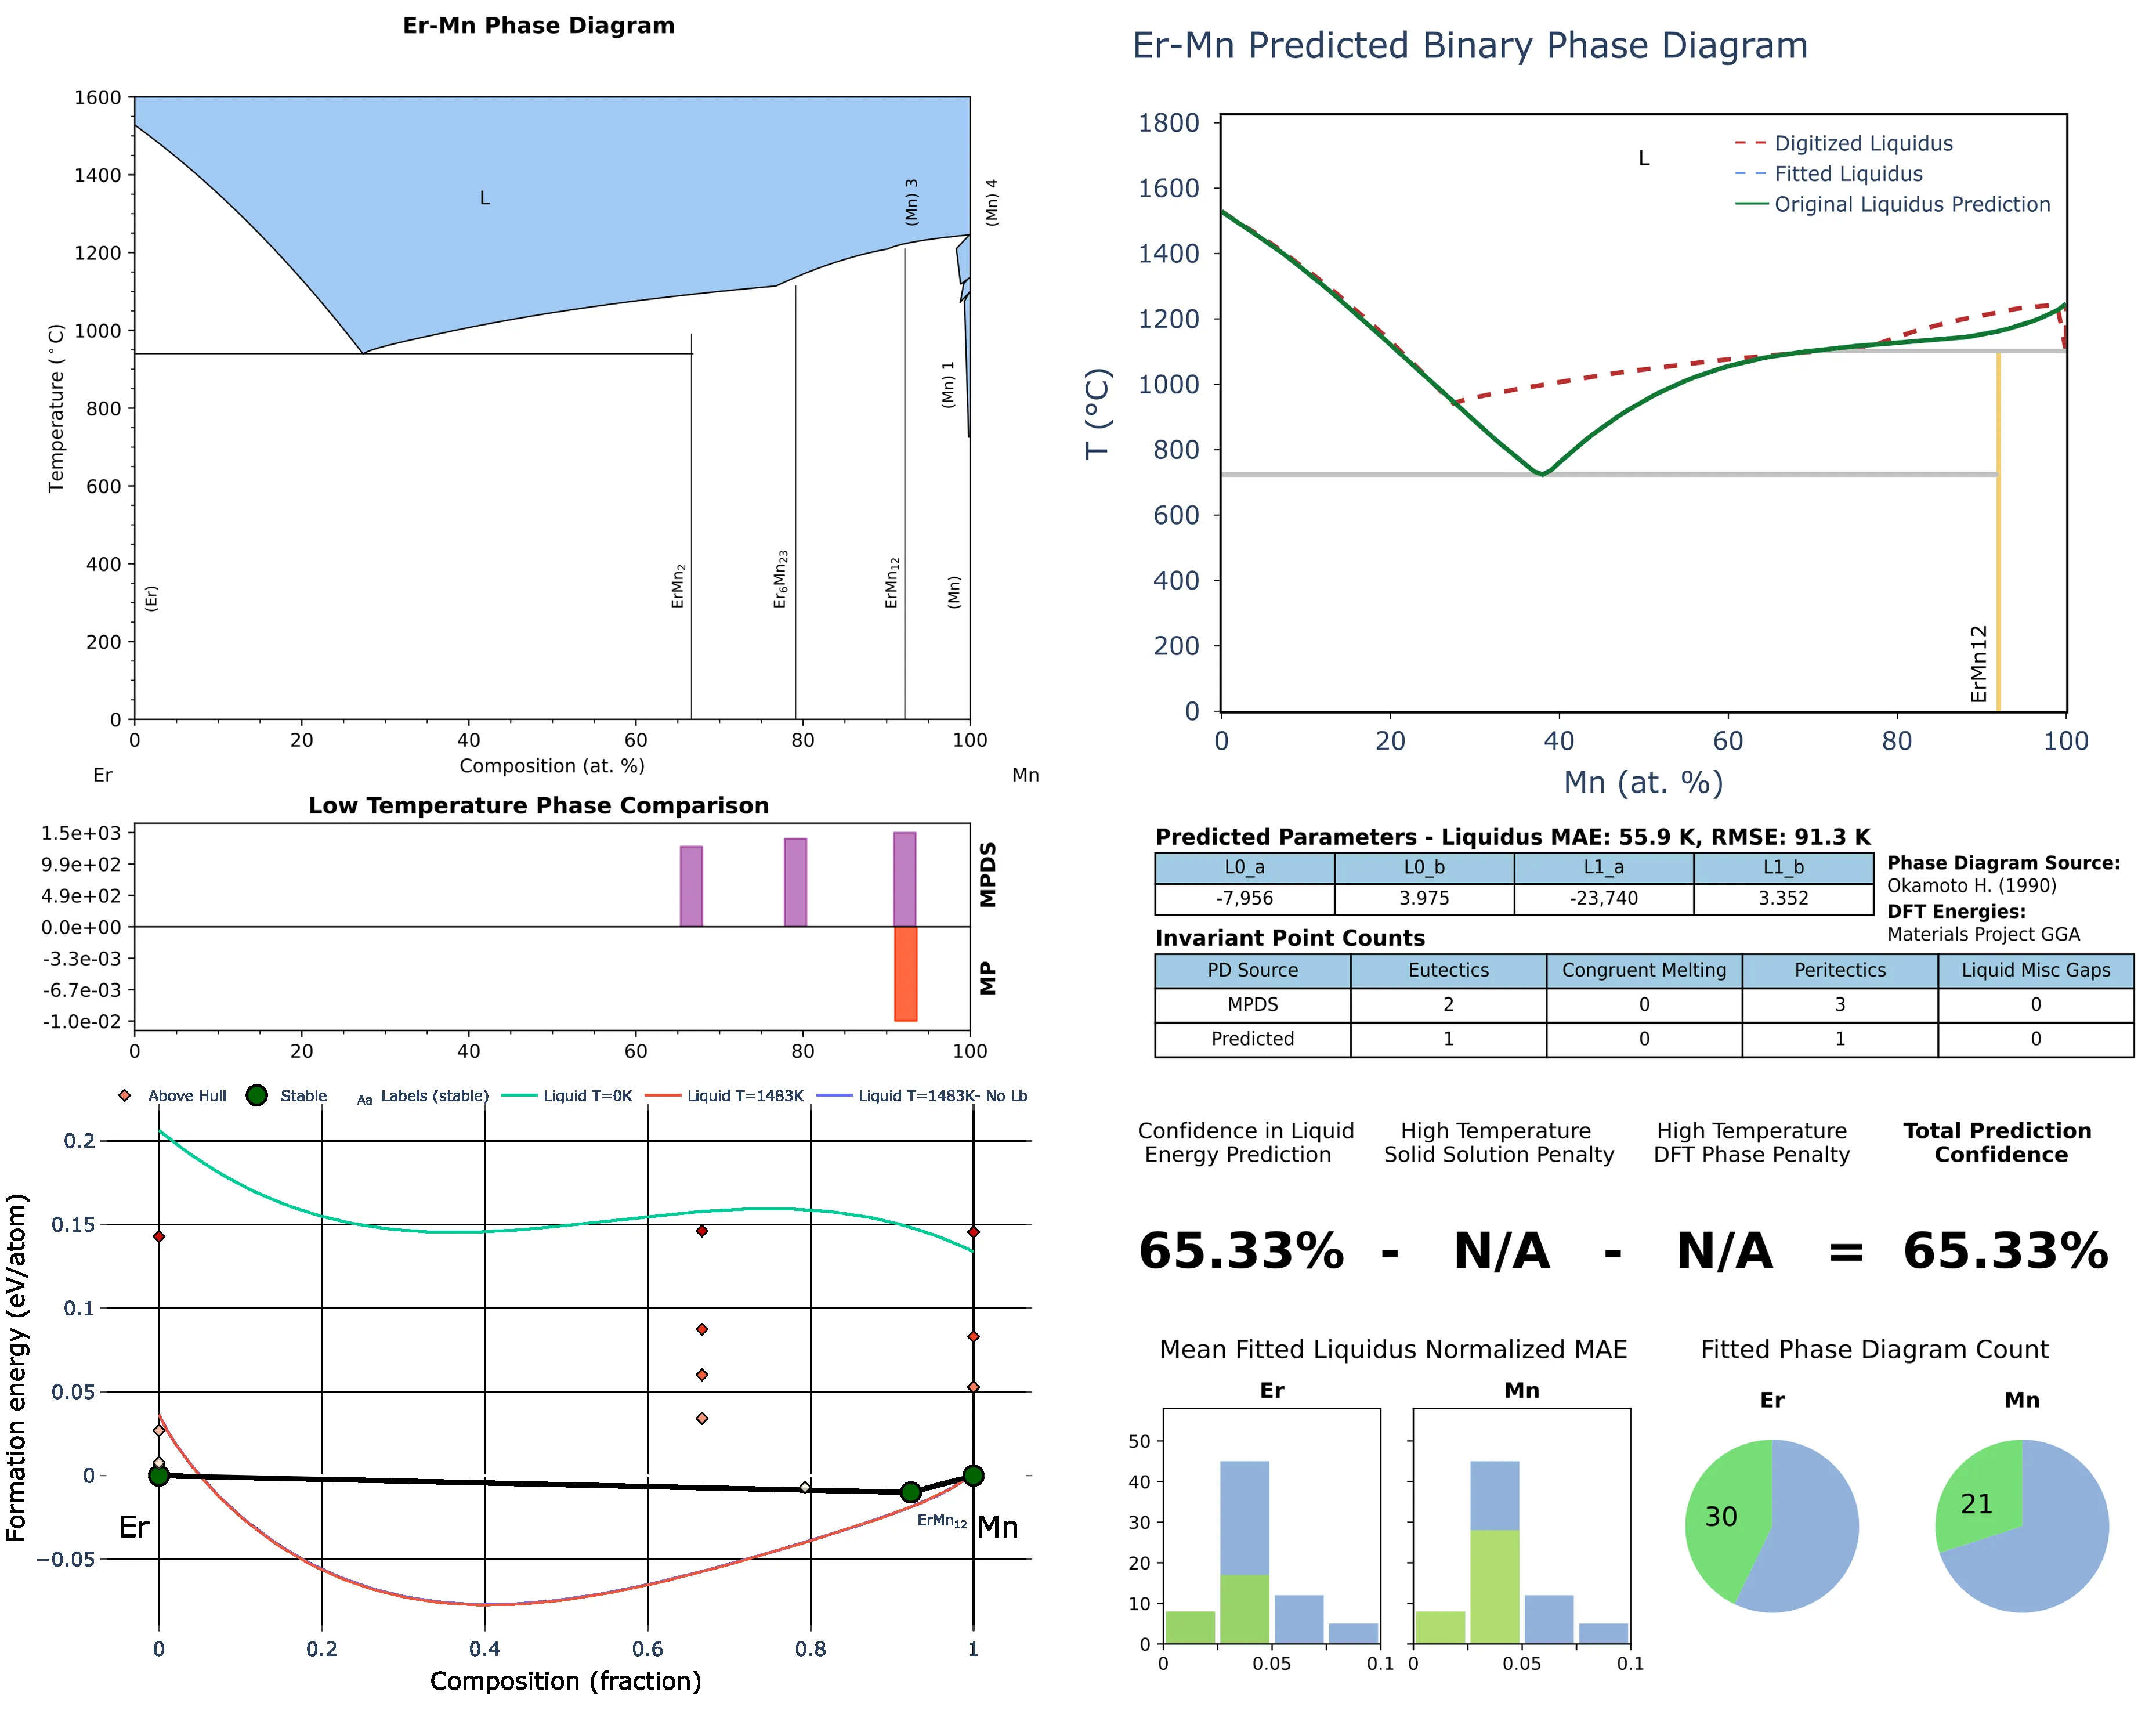 Er-Mn Phase Diagram
1600
1400
1200
1000
800
600
400
200
0
Temperature (°C)
L
(Mn) 3
(Mn) 4
(Mn) 1
(Mn)
(Er)
ErMn2
Er6Mn23
ErMn12
0 20 40 60 80 100
Composition (at. %)
Er
Mn
Low Temperature Phase Comparison
1.5e+03
9.9e+02
4.9e+02
0.0e+00
-3.3e-03
-6.7e-03
-1.0e-02
MPDS
MP
0 20 40 60 80 100
Above Hull Stable Aa Labels (stable) Liquid T=0K Liquid T=1483K Liquid T=1483K- No Lb
0.2
0.15
0.1
0.05
0
−0.05
Formation energy (eV/atom)
Er
ErMn12
Mn
0 0.2 0.4 0.6 0.8 1
Composition (fraction)
Er-Mn Predicted Binary Phase Diagram
1800
1600
1400
1200
1000
800
600
400
200
0
T (°C)
L
Digitized Liquidus
Fitted Liquidus
Original Liquidus Prediction
ErMn12
0 20 40 60 80 100
Mn (at. %)
Predicted Parameters - Liquidus MAE: 55.9 K, RMSE: 91.3 K
L0_a L0_b L1_a L1_b
-7,956 3.975 -23,740 3.352
Phase Diagram Source:
Okamoto H. (1990)
DFT Energies:
Materials Project GGA
Invariant Point Counts
PD Source Eutectics Congruent Melting Peritectics Liquid Misc Gaps
MPDS 2 0 3 0
Predicted 1 0 1 0
Confidence in Liquid
Energy Prediction
High Temperature
Solid Solution Penalty
High Temperature
DFT Phase Penalty
Total Prediction
Confidence
65.33% - N/A - N/A = 65.33%
Mean Fitted Liquidus Normalized MAE
Er
Mn
50
40
30
20
10
0
0 0.05 0.1
0 0.05 0.1
Fitted Phase Diagram Count
Er
Mn
30
21